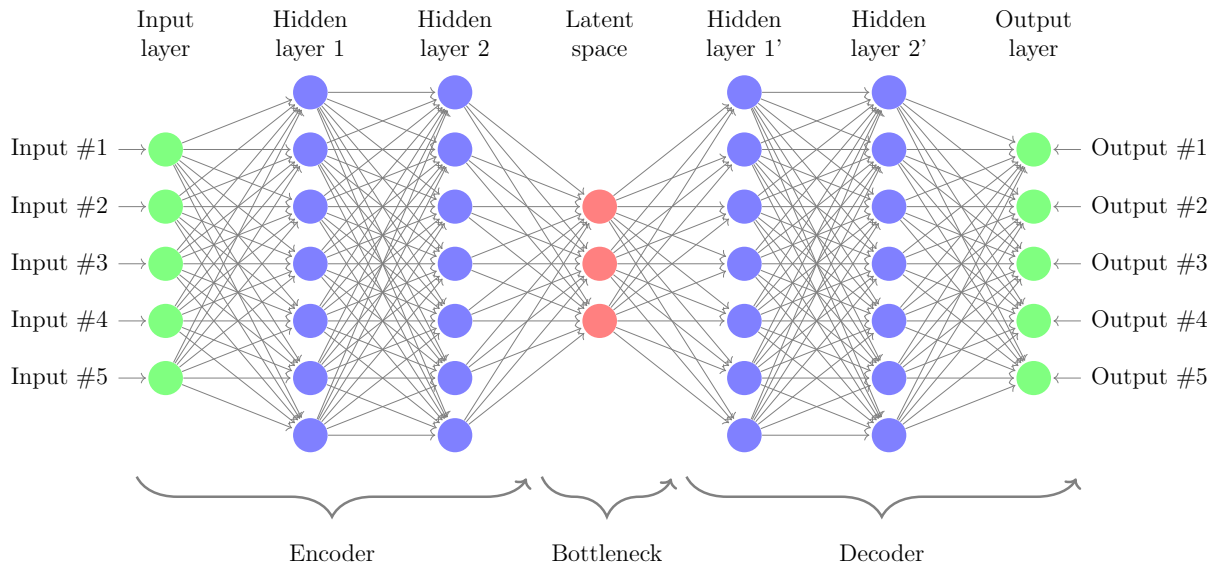 Input
layer
Hidden
layer 1
Hidden
layer 2
Latent
space
Hidden
layer 1’
Hidden
layer 2’
Output
layer
Input #1
Input #2
Input #3
Input #4
Input #5
Output #1
Output #2
Output #3
Output #4
Output #5
Encoder
Bottleneck
Decoder